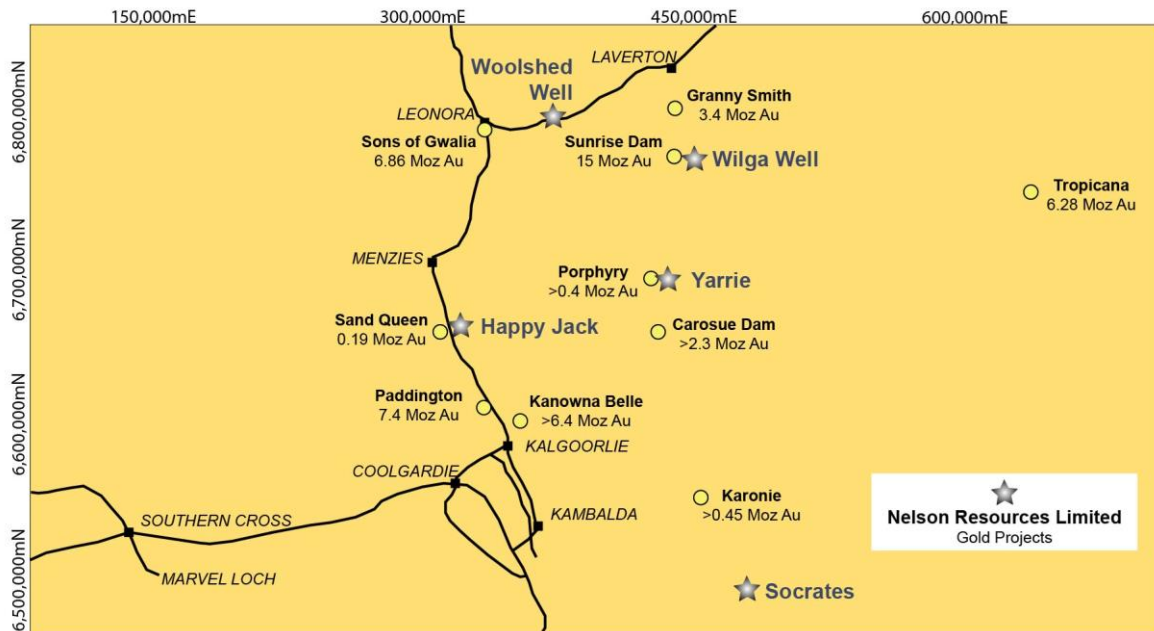 150,000mE
300,000mE
450,000mE
600,000mE
6,800,000mN
6,700,000mN
6,600,000mN
6,500,000mN
LAVERTON
Woolshed
Well
LEONORA
Granny Smith
3.4 Moz Au
Sons of Gwalia
6.86 Moz Au
Sunrise Dam
15 Moz Au
Wilga Well
Tropicana
6.28 Moz Au
MENZIES
Porphyry
>0.4 Moz Au
Yarrie
Sand Queen
0.19 Moz Au
Happy Jack
Carosue Dam
>2.3 Moz Au
Paddington
7.4 Moz Au
Kanowna Belle
>6.4 Moz Au
KALGOORLIE
COOLGARDIE
Karonie
>0.45 Moz Au
SOUTHERN CROSS
KAMBALDA
MARVEL LOCH
Socrates
Nelson Resources Limited
Gold Projects